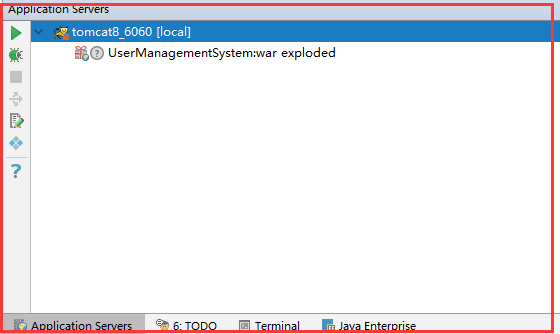 Application Servers
tomcat8_6060 [local]
UserManagementSystem:war exploded
Application Servers 6: TODO Terminal Java Enterprise